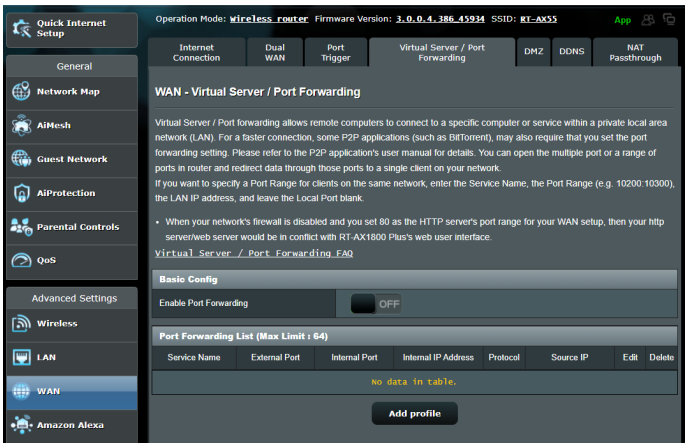 Quick Internet
Setup
General
Network Map
AiMesh
Guest Network
AiProtection
Parental Controls
QoS
Advanced Settings
Wireless
LAN
WAN
Amazon Alexa
Operation Mode: Wireless router Firmware Version: 3.0.0.4.386_45934 SSID: RT-AX55 App
Internet Connection
Dual WAN
Port Trigger
Virtual Server / Port Forwarding
DMZ
DDNS
NAT Passthrough
WAN - Virtual Server / Port Forwarding
Virtual Server / Port forwarding allows remote computers to connect to a specific computer or service within a private local area
network (LAN). For a faster connection, some P2P applications (such as BitTorrent), may also require that you set the port
forwarding setting. Please refer to the P2P application's user manual for details. You can open the multiple port or a range of
ports in router and redirect data through those ports to a single client on your network.
If you want to specify a Port Range for clients on the same network, enter the Service Name, the Port Range (e.g. 10200:10300),
the LAN IP address, and leave the Local Port blank.
• When your network's firewall is disabled and you set 80 as the HTTP server's port range for your WAN setup, then your http
server/web server would be in conflict with RT-AX1800 Plus's web user interface.
Virtual Server / Port Forwarding FAQ
Basic Config
Enable Port Forwarding OFF
Port Forwarding List (Max Limit : 64)
Service Name External Port Internal Port Internal IP Address Protocol Source IP Edit Delete
No data in table.
Add profile